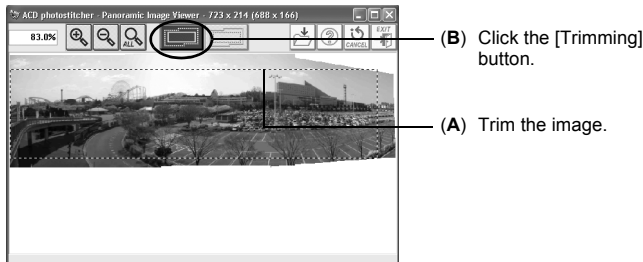 ACD photostitcher - Panoramic Image Viewer - 723 x 214 (688 x 166)
83.0%
ALL
CANCEL
EXIT
(B) Click the [Trimming]
button.
(A) Trim the image.